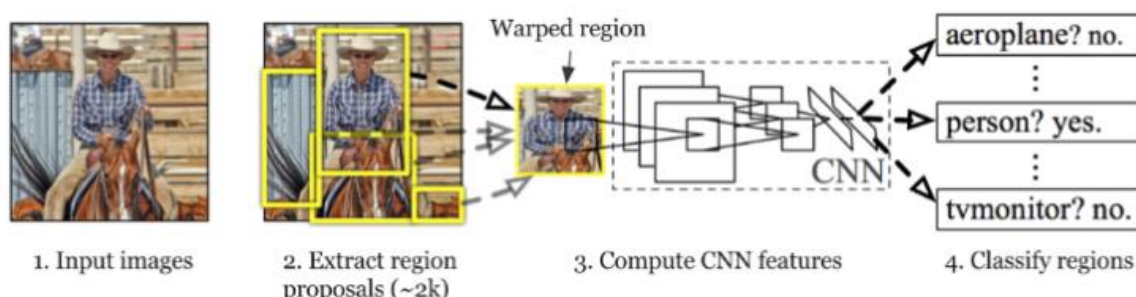 Warped region
aeroplane? no.
⋮
person? yes.
⋮
tvmonitor? no.
CNN
1. Input images
2. Extract region
proposals (~2k)
3. Compute CNN features
4. Classify regions